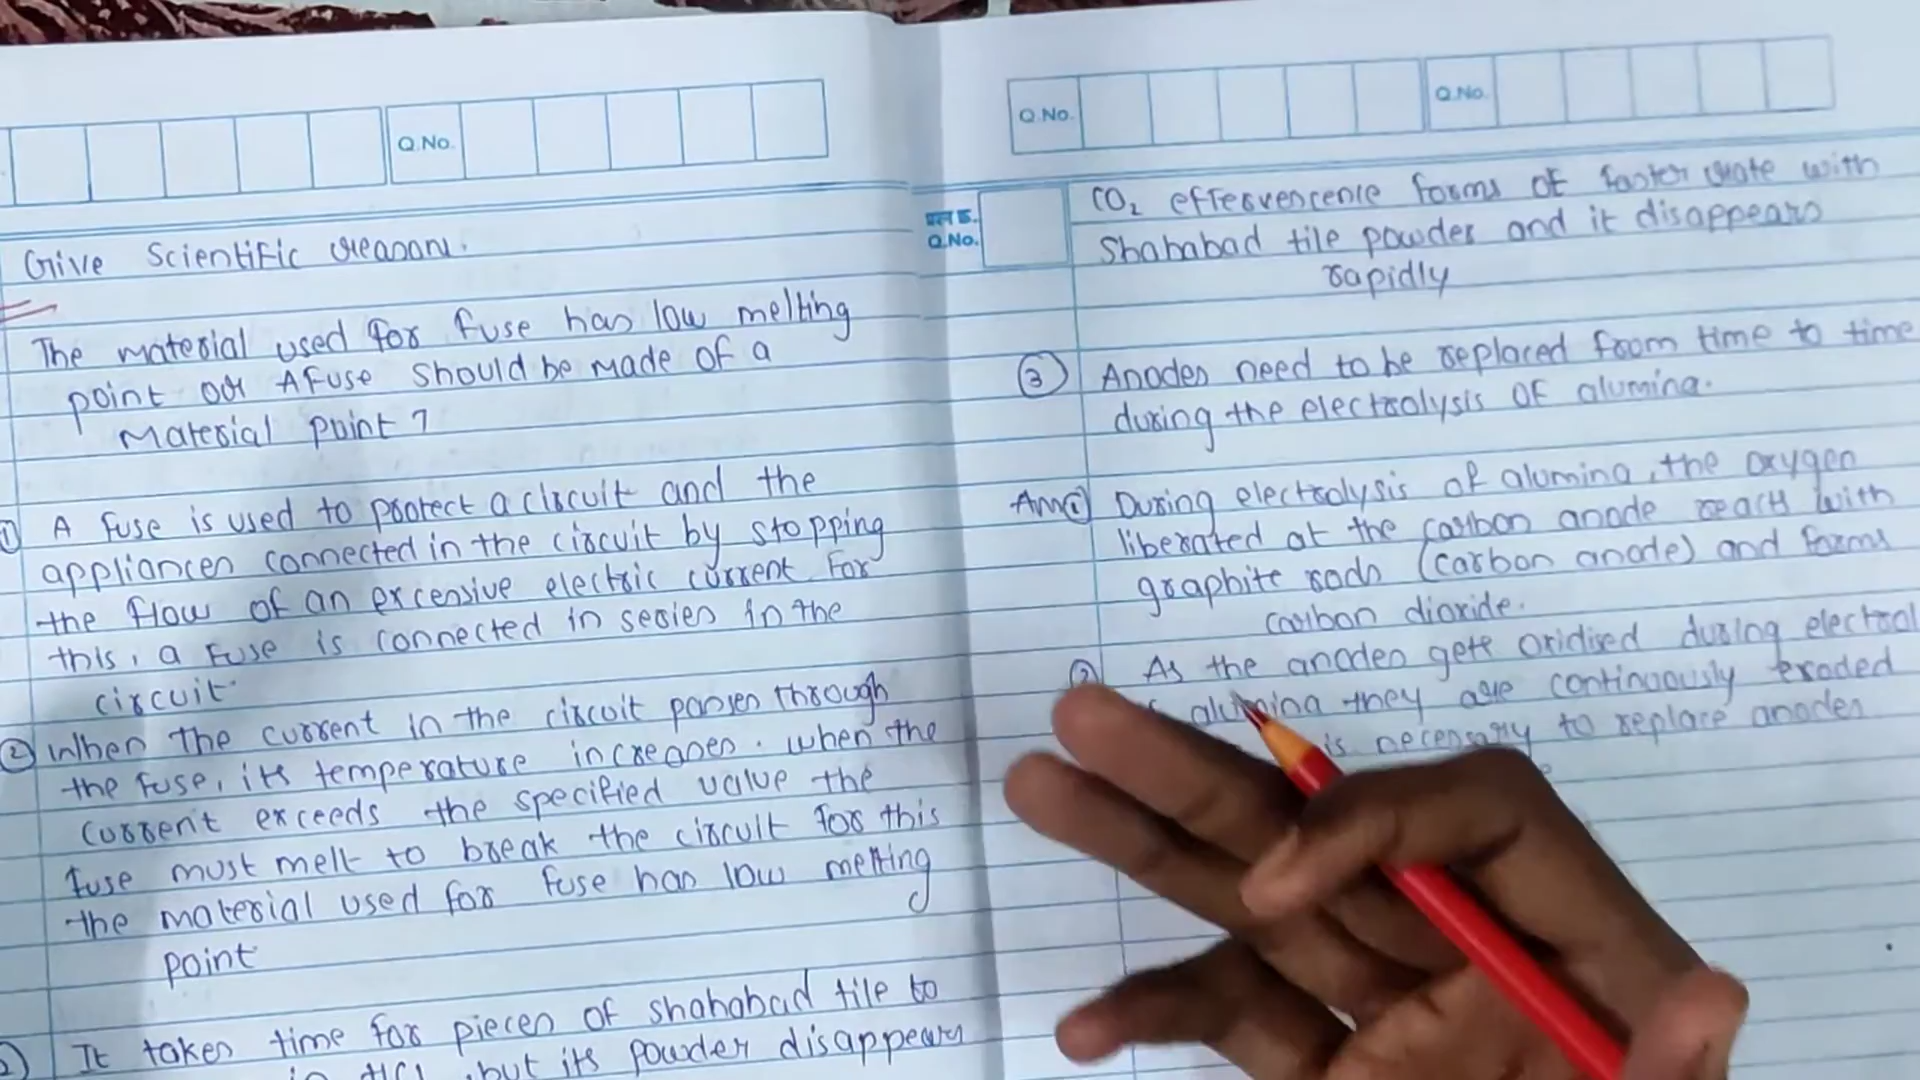 Q.No.
Give Scientific reasons.
The material used for fuse has low melting
point or A Fuse should be made of a
Material point ?
① A fuse is used to protect a circuit and the
appliances connected in the circuit by stopping
the flow of an excessive electric current. For
this, a Fuse is connected in series in the
circuit.
② When the current in the circuit passes through
the fuse, its temperature increases. When the
current exceeds the specified value the
fuse must melt to break the circuit for this
the material used for fuse has low melting
point
It takes time for pieces of shahabad tile to
in HCl, but its powder disappears
Q.No. Q.No.
प्रश्न क्र.
Q.No.
CO₂ effervescence forms of faster rate with
Shahabad tile powder and it disappears
rapidly
③ Anodes need to be replaced from time to time
during the electrolysis of alumina.
Ans① During electrolysis of alumina, the oxygen
liberated at the carbon anode reacts with
graphite rods (carbon anode) and forms
carbon dioxide.
② As the anodes gets oxidised during electrol
alumina they are continuously eroded
is necessary to replace anodes